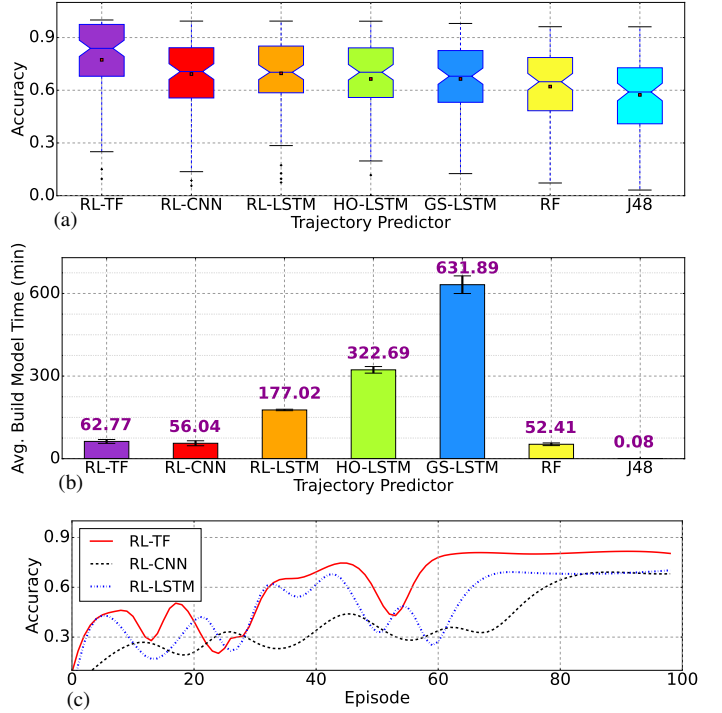 Accuracy
0.9
0.6
0.3
0.0
RL-TF RL-CNN RL-LSTM HO-LSTM GS-LSTM RF J48
(a) Trajectory Predictor
Avg. Build Model Time (min)
600
300
0
62.77 56.04 177.02 322.69 631.89 52.41 0.08
RL-TF RL-CNN RL-LSTM HO-LSTM GS-LSTM RF J48
(b) Trajectory Predictor
Accuracy
0.9
0.6
0.3
RL-TF
RL-CNN
RL-LSTM
0 20 40 60 80 100
(c) Episode